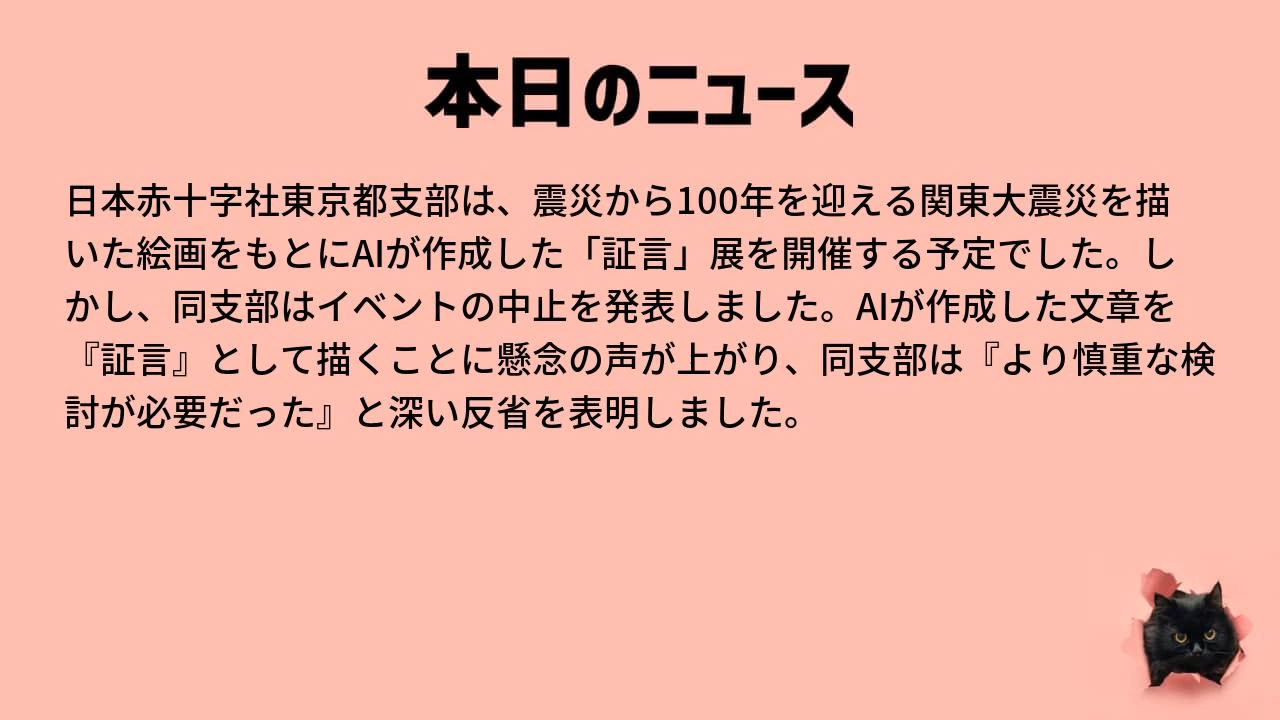 本日のニュース
日本赤十字社東京都支部は、震災から100年を迎える関東大震災を描
いた絵画をもとにAIが作成した「証言」展を開催する予定でした。し
かし、同支部はイベントの中止を発表しました。AIが作成した文章を
『証言』として描くことに懸念の声が上がり、同支部は『より慎重な検
討が必要だった』と深い反省を表明しました。